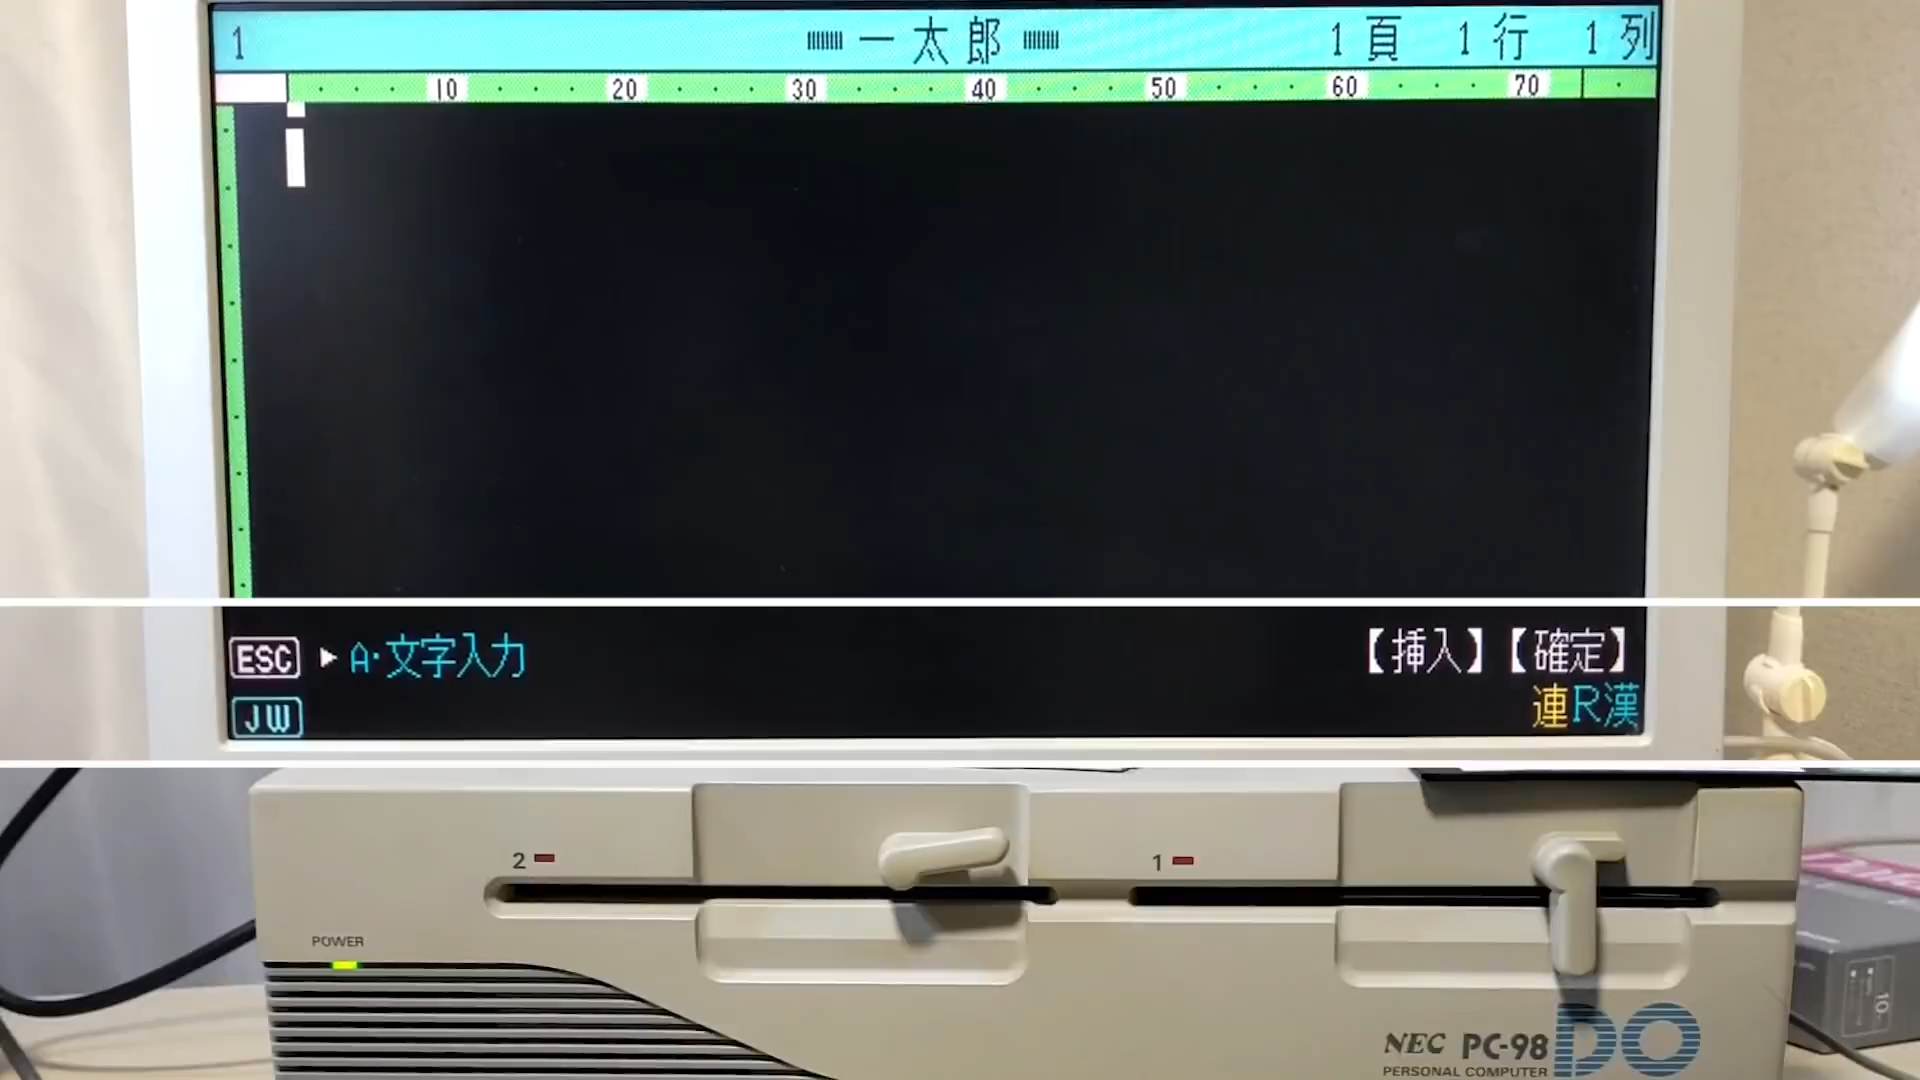 1 一太郎 1頁 1行 1列
10 20 30 40 50 60 70
ESC ▶ A・文字入力 【挿入】【確定】
JW 連R漢
2 1
POWER
NEC PC-98 DO
PERSONAL COMPUTER
10